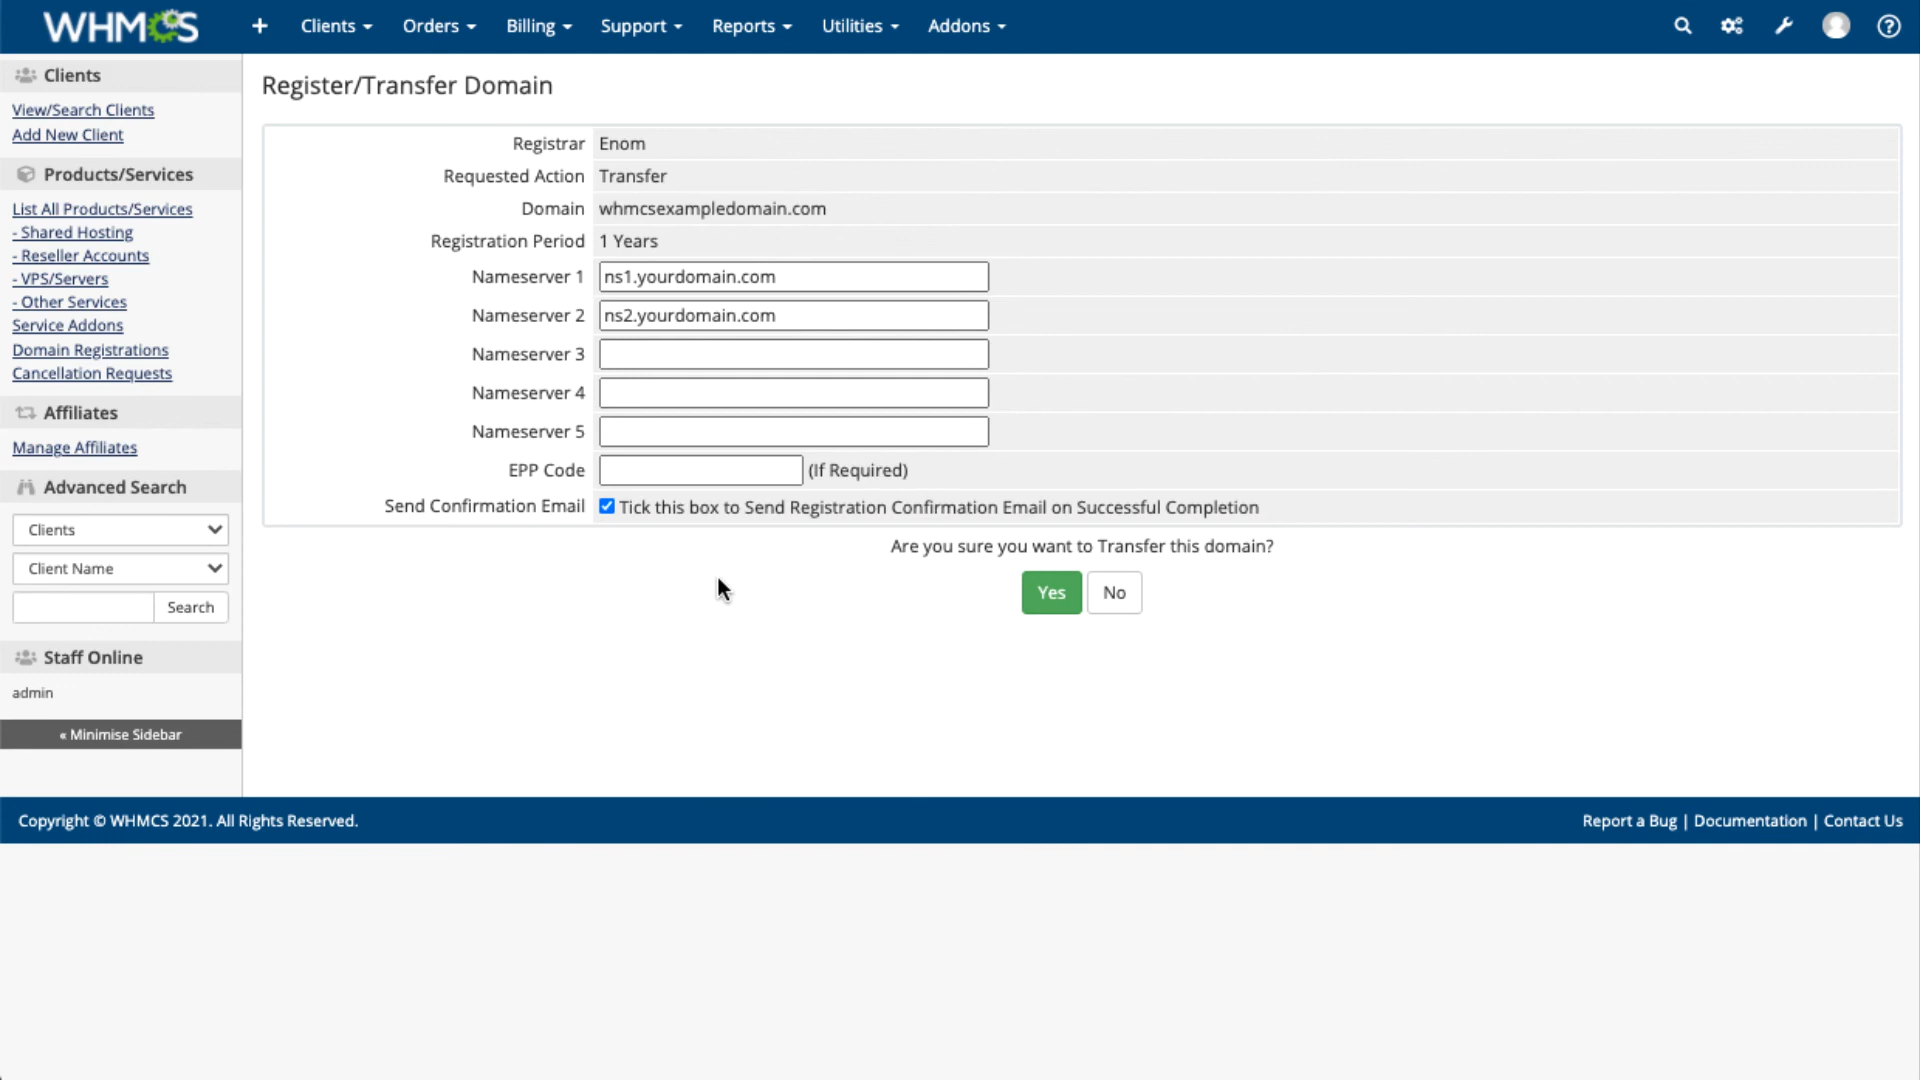 WHMCS
+ Clients Orders Billing Support Reports Utilities Addons
Clients
View/Search Clients
Add New Client
Products/Services
List All Products/Services
- Shared Hosting
- Reseller Accounts
- VPS/Servers
- Other Services
Service Addons
Domain Registrations
Cancellation Requests
Affiliates
Manage Affiliates
Advanced Search
Clients
Client Name
Search
Staff Online
admin
« Minimise Sidebar
Register/Transfer Domain
Registrar Enom
Requested Action Transfer
Domain whmcsexampledomain.com
Registration Period 1 Years
Nameserver 1 ns1.yourdomain.com
Nameserver 2 ns2.yourdomain.com
Nameserver 3
Nameserver 4
Nameserver 5
EPP Code (If Required)
Send Confirmation Email Tick this box to Send Registration Confirmation Email on Successful Completion
Are you sure you want to Transfer this domain?
Yes No
Copyright © WHMCS 2021. All Rights Reserved. Report a Bug | Documentation | Contact Us